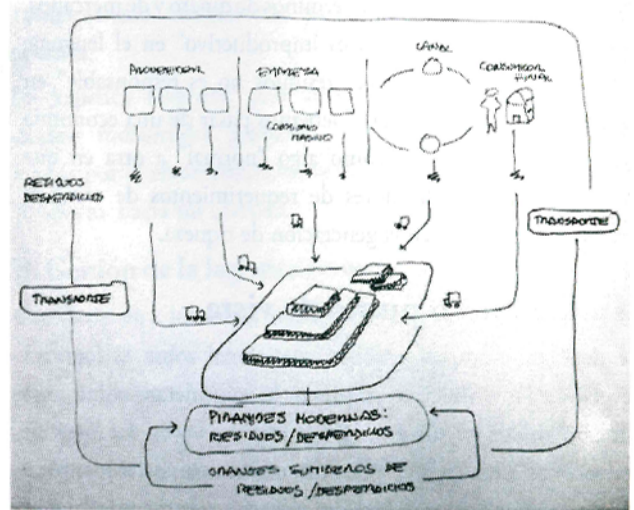 PROVEEDOR
EMPRESA
CANAL
CONSUMIDOR
FINAL
CONSUMO
RESIDUOS
DESPERDICIOS
TRANSPORTE
TRANSPORTE
PIRAMIDES MODERNAS:
RESIDUOS/DESPERDICIOS
GRANDES SUMIDEROS DE
RESIDUOS/DESPERDICIOS